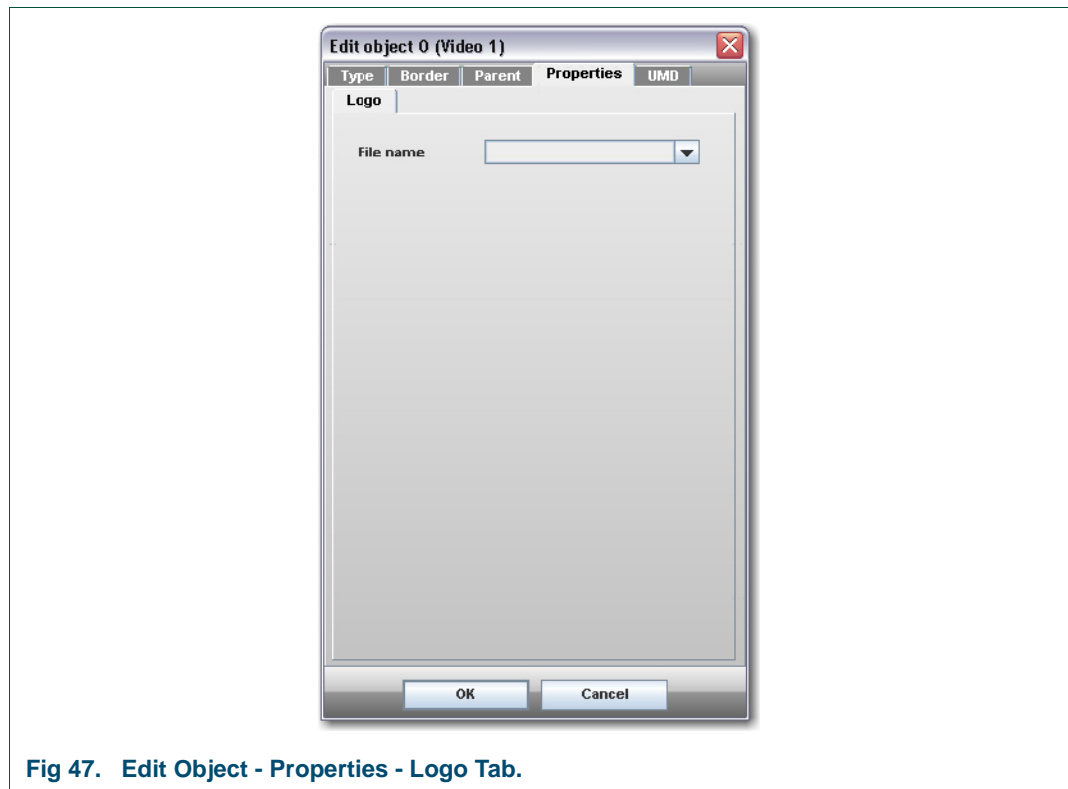 Edit object 0 (Video 1)
Type Border Parent Properties UMD
Logo
File name
OK Cancel
Fig 47. Edit Object - Properties - Logo Tab.